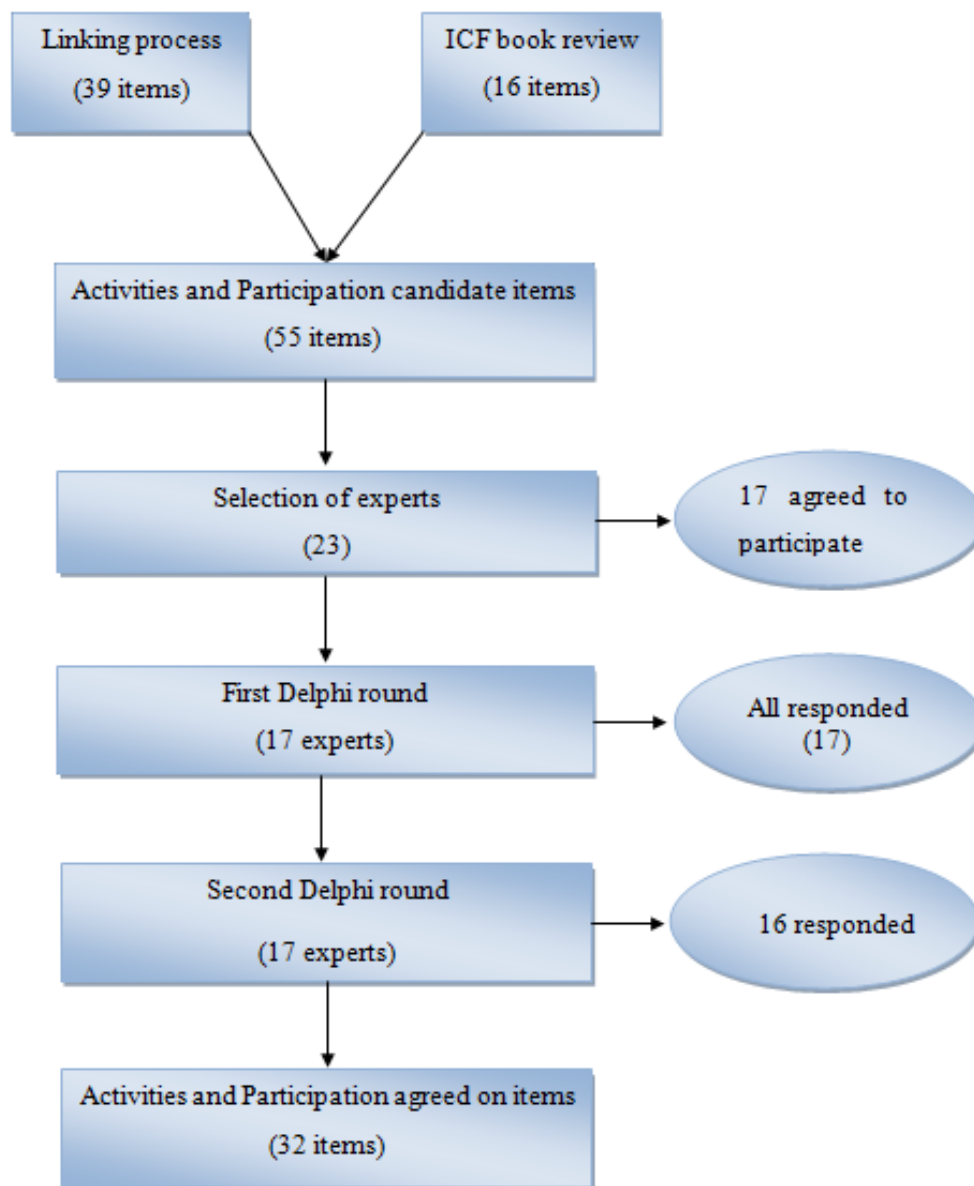 Linking process
(39 items)
ICF book review
(16 items)
Activities and Participation candidate items
(55 items)
Selection of experts
(23)
17 agreed to
participate
First Delphi round
(17 experts)
All responded
(17)
Second Delphi round
(17 experts)
16 responded
Activities and Participation agreed on items
(32 items)